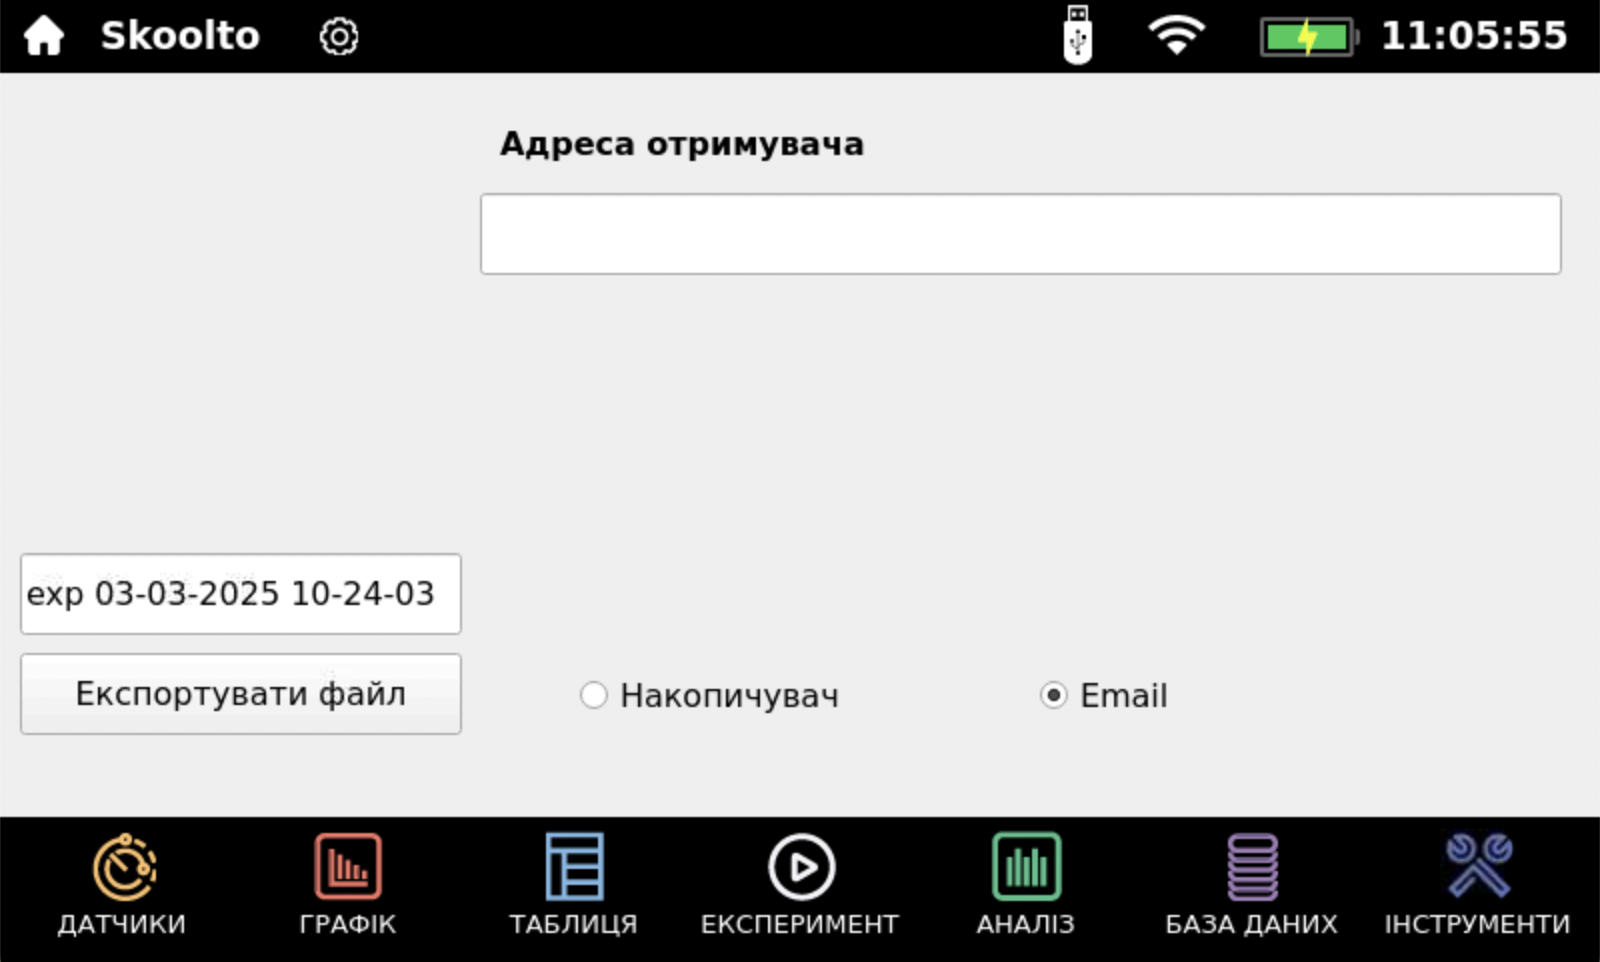 Skoolto 11:05:55
Адреса отримувача
exp 03-03-2025 10-24-03
Експортувати файл Накопичувач Email
ДАТЧИКИ ГРАФІК ТАБЛИЦЯ ЕКСПЕРИМЕНТ АНАЛІЗ БАЗА ДАНИХ ІНСТРУМЕНТИ